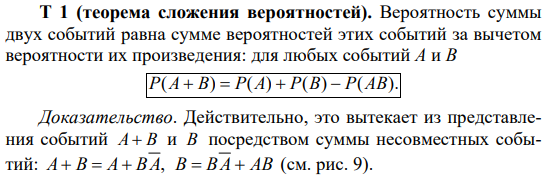 Т 1 (теорема сложения вероятностей). Вероятность суммы
двух событий равна сумме вероятностей этих событий за вычетом
вероятности их произведения: для любых событий A и B
P(A + B) = P(A) + P(B) − P(AB).
Доказательство. Действительно, это вытекает из представле-
ния событий A + B и B посредством суммы несовместных собы-
тий: A + B = A + BA̅, B = BA̅ + AB (см. рис. 9).